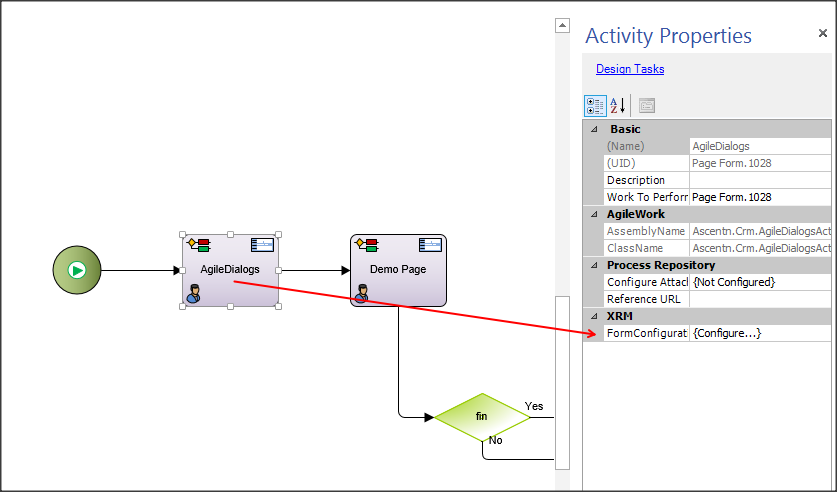 Activity Properties
Design Tasks
Basic
(Name) AgileDialogs
(UID) Page Form.1028
Description
Work To Perform Page Form.1028
AgileWork
AssemblyName Ascentn.Crm.AgileDialogsAct
ClassName Ascentn.Crm.AgileDialogsAct
Process Repository
Configure Attacl {Not Configured}
Reference URL
XRM
FormConfigurat {Configure...}
AgileDialogs
Demo Page
fin
Yes
No